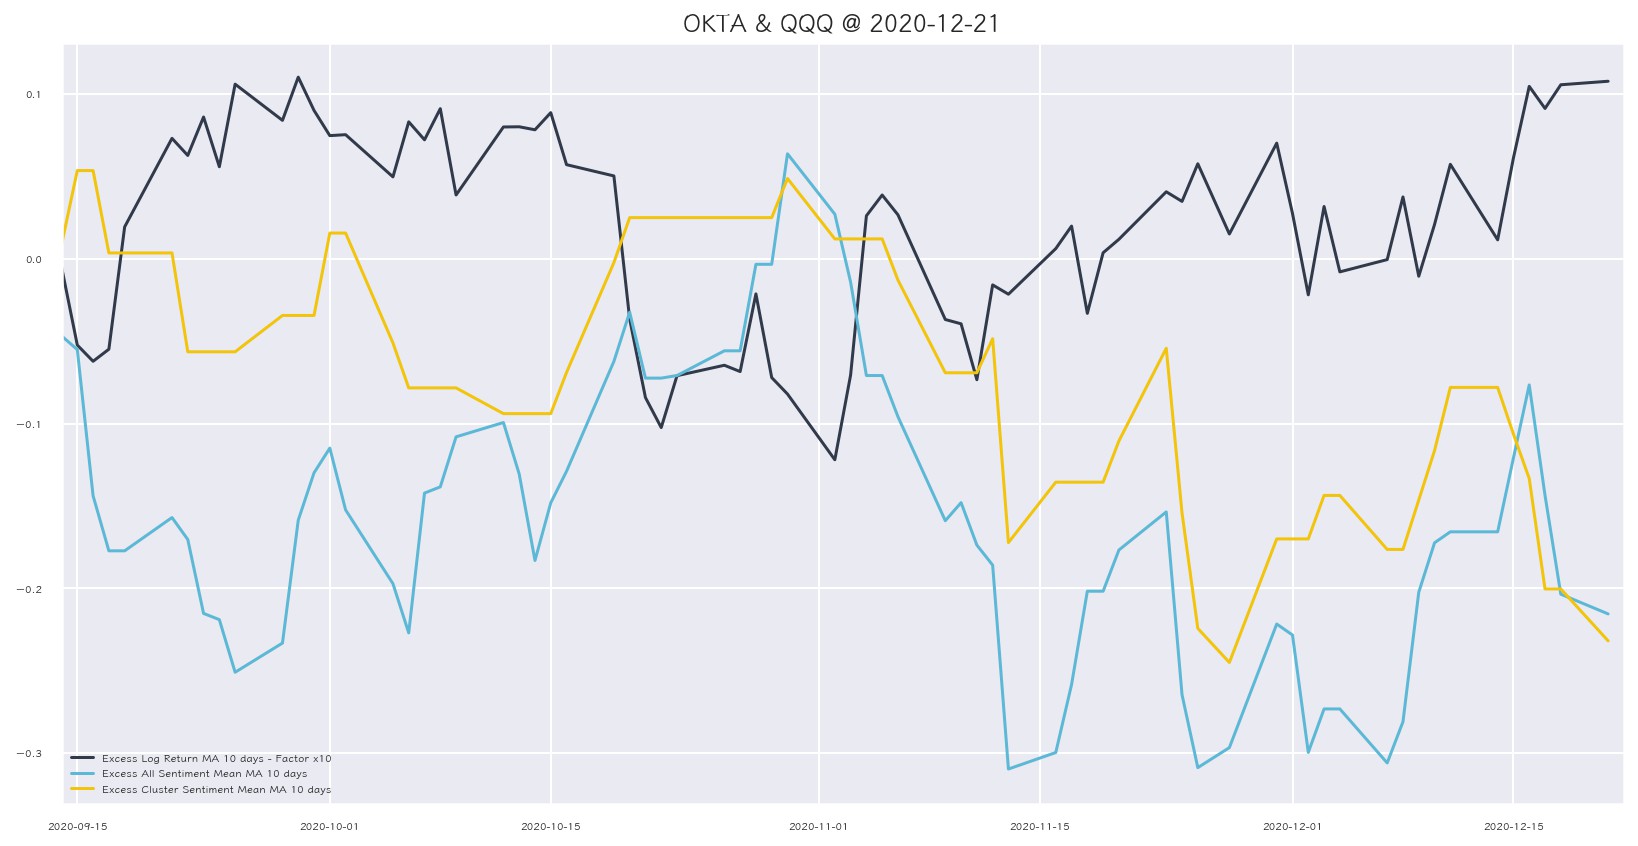 OKTA & QQQ @ 2020-12-21
0.1
0.0
−0.1
−0.2
−0.3
Excess Log Return MA 10 days - Factor x10
Excess All Sentiment Mean MA 10 days
Excess Cluster Sentiment Mean MA 10 days
2020-09-15 2020-10-01 2020-10-15 2020-11-01 2020-11-15 2020-12-01 2020-12-15